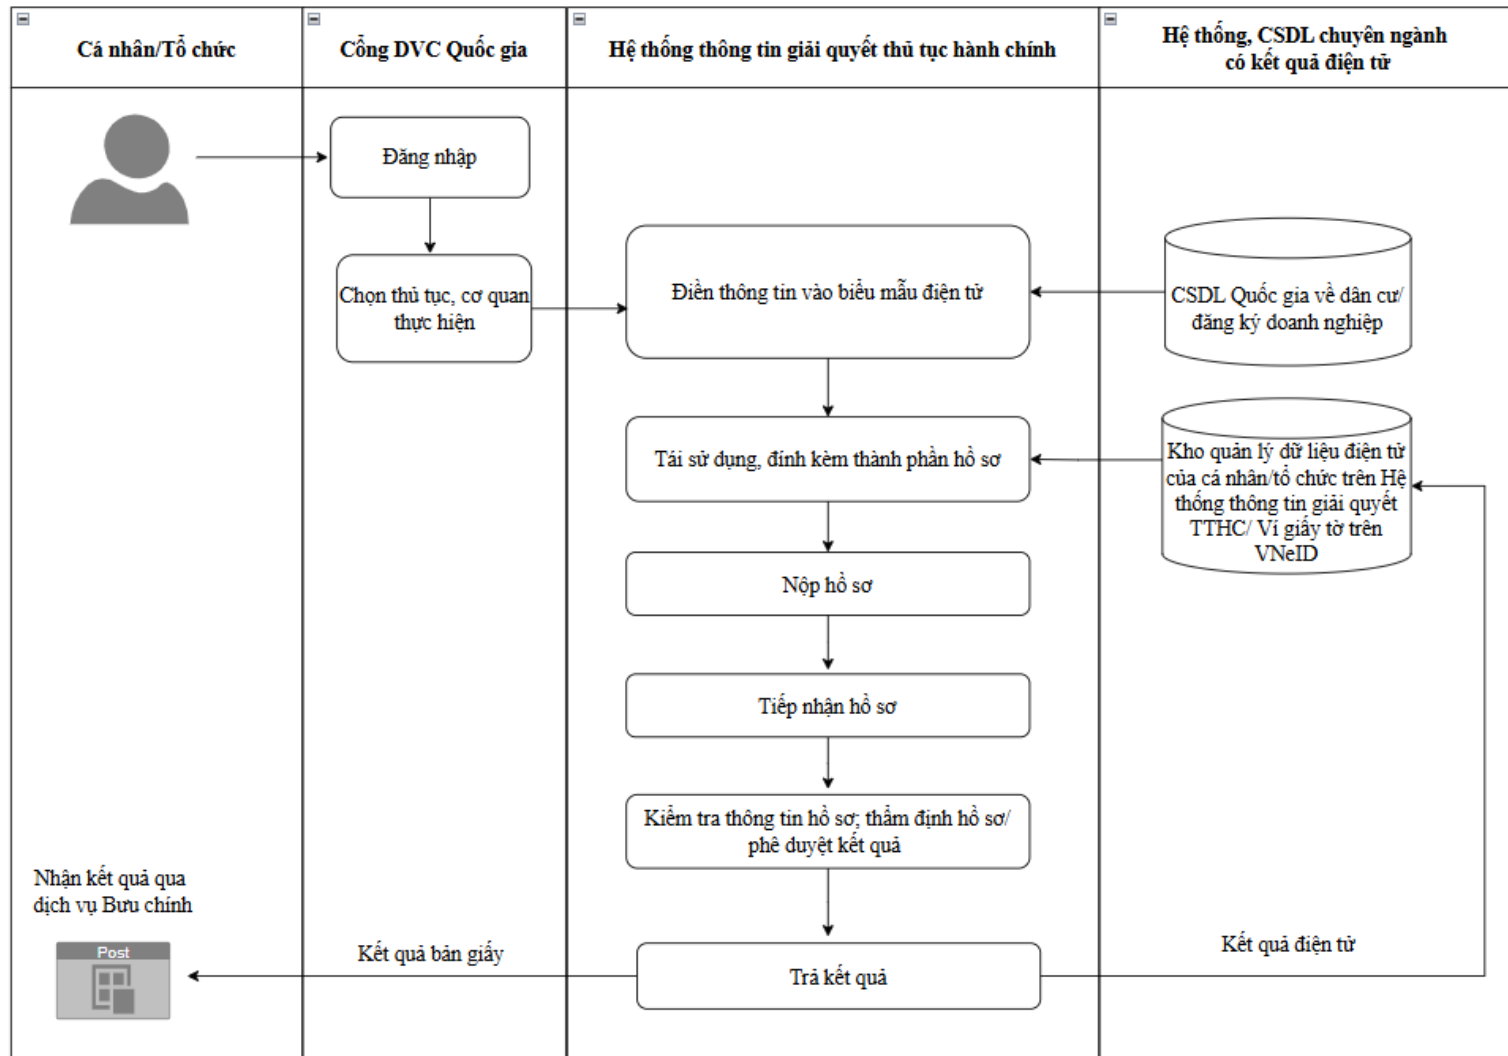 Cá nhân/Tổ chức
Cổng DVC Quốc gia
Hệ thống thông tin giải quyết thủ tục hành chính
Hệ thống, CSDL chuyên ngành
có kết quả điện tử
Đăng nhập
Chọn thủ tục, cơ quan
thực hiện
Điền thông tin vào biểu mẫu điện tử
CSDL Quốc gia về dân cư/
đăng ký doanh nghiệp
Tái sử dụng, đính kèm thành phần hồ sơ
Kho quản lý dữ liệu điện tử
của cá nhân/tổ chức trên Hệ
thống thông tin giải quyết
TTHC/ Ví giấy tờ trên
VNeID
Nộp hồ sơ
Tiếp nhận hồ sơ
Kiểm tra thông tin hồ sơ; thẩm định hồ sơ/
phê duyệt kết quả
Nhận kết quả qua
dịch vụ Bưu chính
Post
Kết quả bản giấy
Trả kết quả
Kết quả điện tử